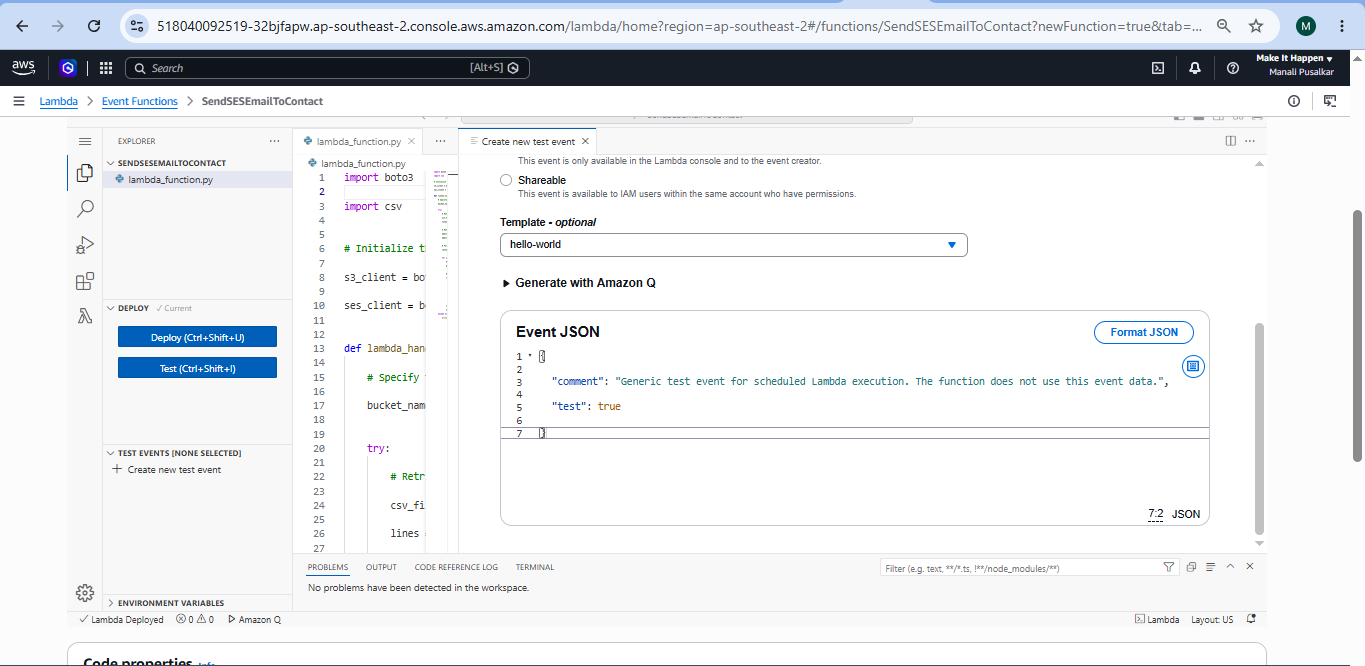 518040092519-32bjfapw.ap-southeast-2.console.aws.amazon.com/lambda/home?region=ap-southeast-2#/functions/SendSESEmailToContact?newFunction=true&tab=...
M
aws
Search
[Alt+S]
Make It Happen
Manali Pusalkar
Lambda
Event Functions
SendSESEmailToContact
EXPLORER
SENDSESEMAILTOCONTACT
lambda_function.py
DEPLOY
Current
Deploy (Ctrl+Shift+U)
Test (Ctrl+Shift+I)
TEST EVENTS [NONE SELECTED]
Create new test event
ENVIRONMENT VARIABLES
lambda_function.py
lambda_function.py
1 import boto3
2
3 import csv
4
5
6 # Initialize t
7
8 s3_client = bo
9
10 ses_client = b
11
12
13 def lambda_han
14
15 # Specify
16
17 bucket_nam
18
19
20 try:
21
22 # Retr
23
24 csv_fi
25
26 lines
27
Create new test event
This event is only available in the Lambda console and to the event creator.
Shareable
This event is available to IAM users within the same account who have permissions.
Template - optional
hello-world
Generate with Amazon Q
Event JSON
Format JSON
1 {
2
3 "comment": "Generic test event for scheduled Lambda execution. The function does not use this event data.",
4
5 "test": true
6
7 }
7:2 JSON
PROBLEMS
OUTPUT
CODE REFERENCE LOG
TERMINAL
Filter (e.g. text, **/*.ts, !**/node_modules/**)
No problems have been detected in the workspace.
Lambda Deployed
0
0
Amazon Q
Lambda
Layout: US
Code properties
Info